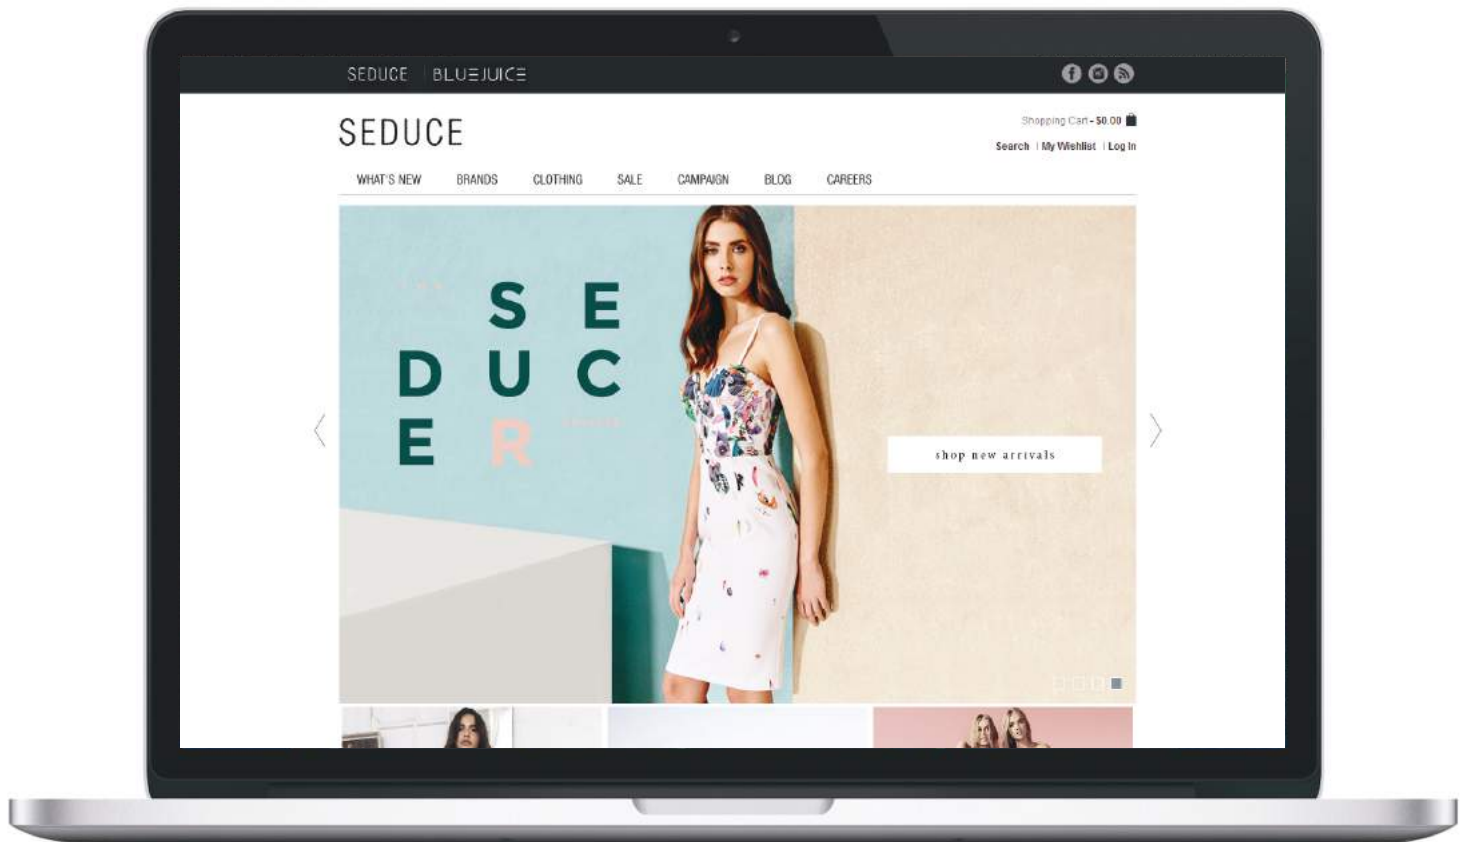 SEDUCE | BLUEJUICE
SEDUCE
Shopping Cart - $0.00
Search | My Wishlist | Log In
WHAT'S NEW BRANDS CLOTHING SALE CAMPAIGN BLOG CAREERS
S E
D U C
E R
shop new arrivals